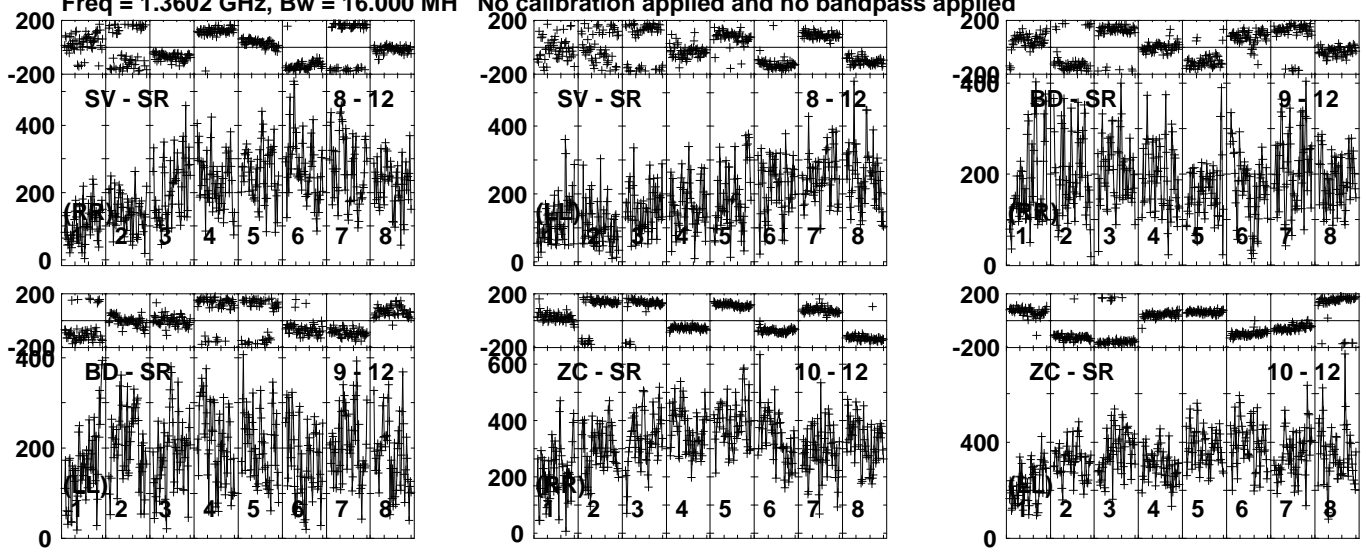 Freq = 1.3602 GHz, Bw = 16.000 MH No calibration applied and no bandpass applied
200
-200
SV - SR 8 - 12
400
200
(RR)
1 2 3 4 5 6 7 8
0
200
-200
SV - SR 8 - 12
400
200
(LL)
1 2 3 4 5 6 7 8
0
200
-200
400
BD - SR 9 - 12
200
(RR)
1 2 3 4 5 6 7 8
0
200
-200
400
BD - SR 9 - 12
200
(LL)
1 2 3 4 5 6 7 8
0
200
-200
600
ZC - SR 10 - 12
400
200
(RR)
1 2 3 4 5 6 7 8
0
200
-200
ZC - SR 10 - 12
400
(LL)
1 2 3 4 5 6 7 8
0